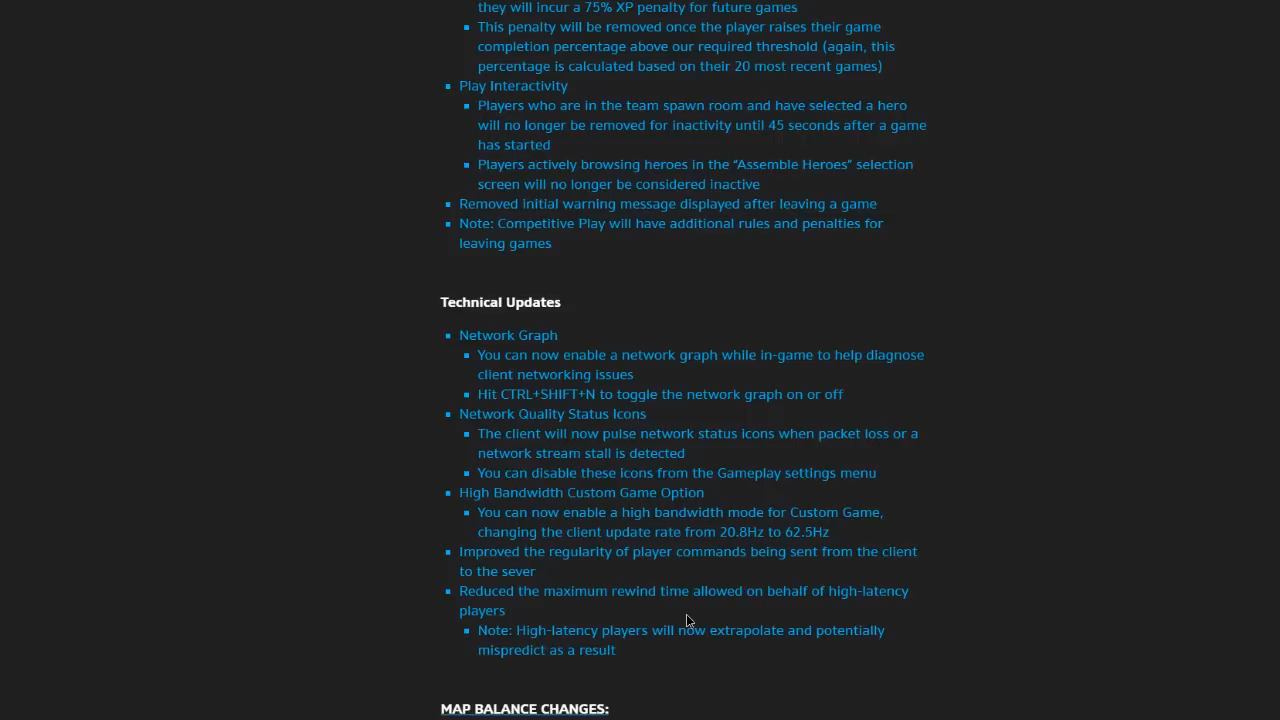 they will incur a 75% XP penalty for future games
This penalty will be removed once the player raises their game
completion percentage above our required threshold (again, this
percentage is calculated based on their 20 most recent games)
Play Interactivity
Players who are in the team spawn room and have selected a hero
will no longer be removed for inactivity until 45 seconds after a game
has started
Players actively browsing heroes in the “Assemble Heroes” selection
screen will no longer be considered inactive
Removed initial warning message displayed after leaving a game
Note: Competitive Play will have additional rules and penalties for
leaving games
Technical Updates
Network Graph
You can now enable a network graph while in-game to help diagnose
client networking issues
Hit CTRL+SHIFT+N to toggle the network graph on or off
Network Quality Status Icons
The client will now pulse network status icons when packet loss or a
network stream stall is detected
You can disable these icons from the Gameplay settings menu
High Bandwidth Custom Game Option
You can now enable a high bandwidth mode for Custom Game,
changing the client update rate from 20.8Hz to 62.5Hz
Improved the regularity of player commands being sent from the client
to the sever
Reduced the maximum rewind time allowed on behalf of high-latency
players
Note: High-latency players will now extrapolate and potentially
mispredict as a result
MAP BALANCE CHANGES: